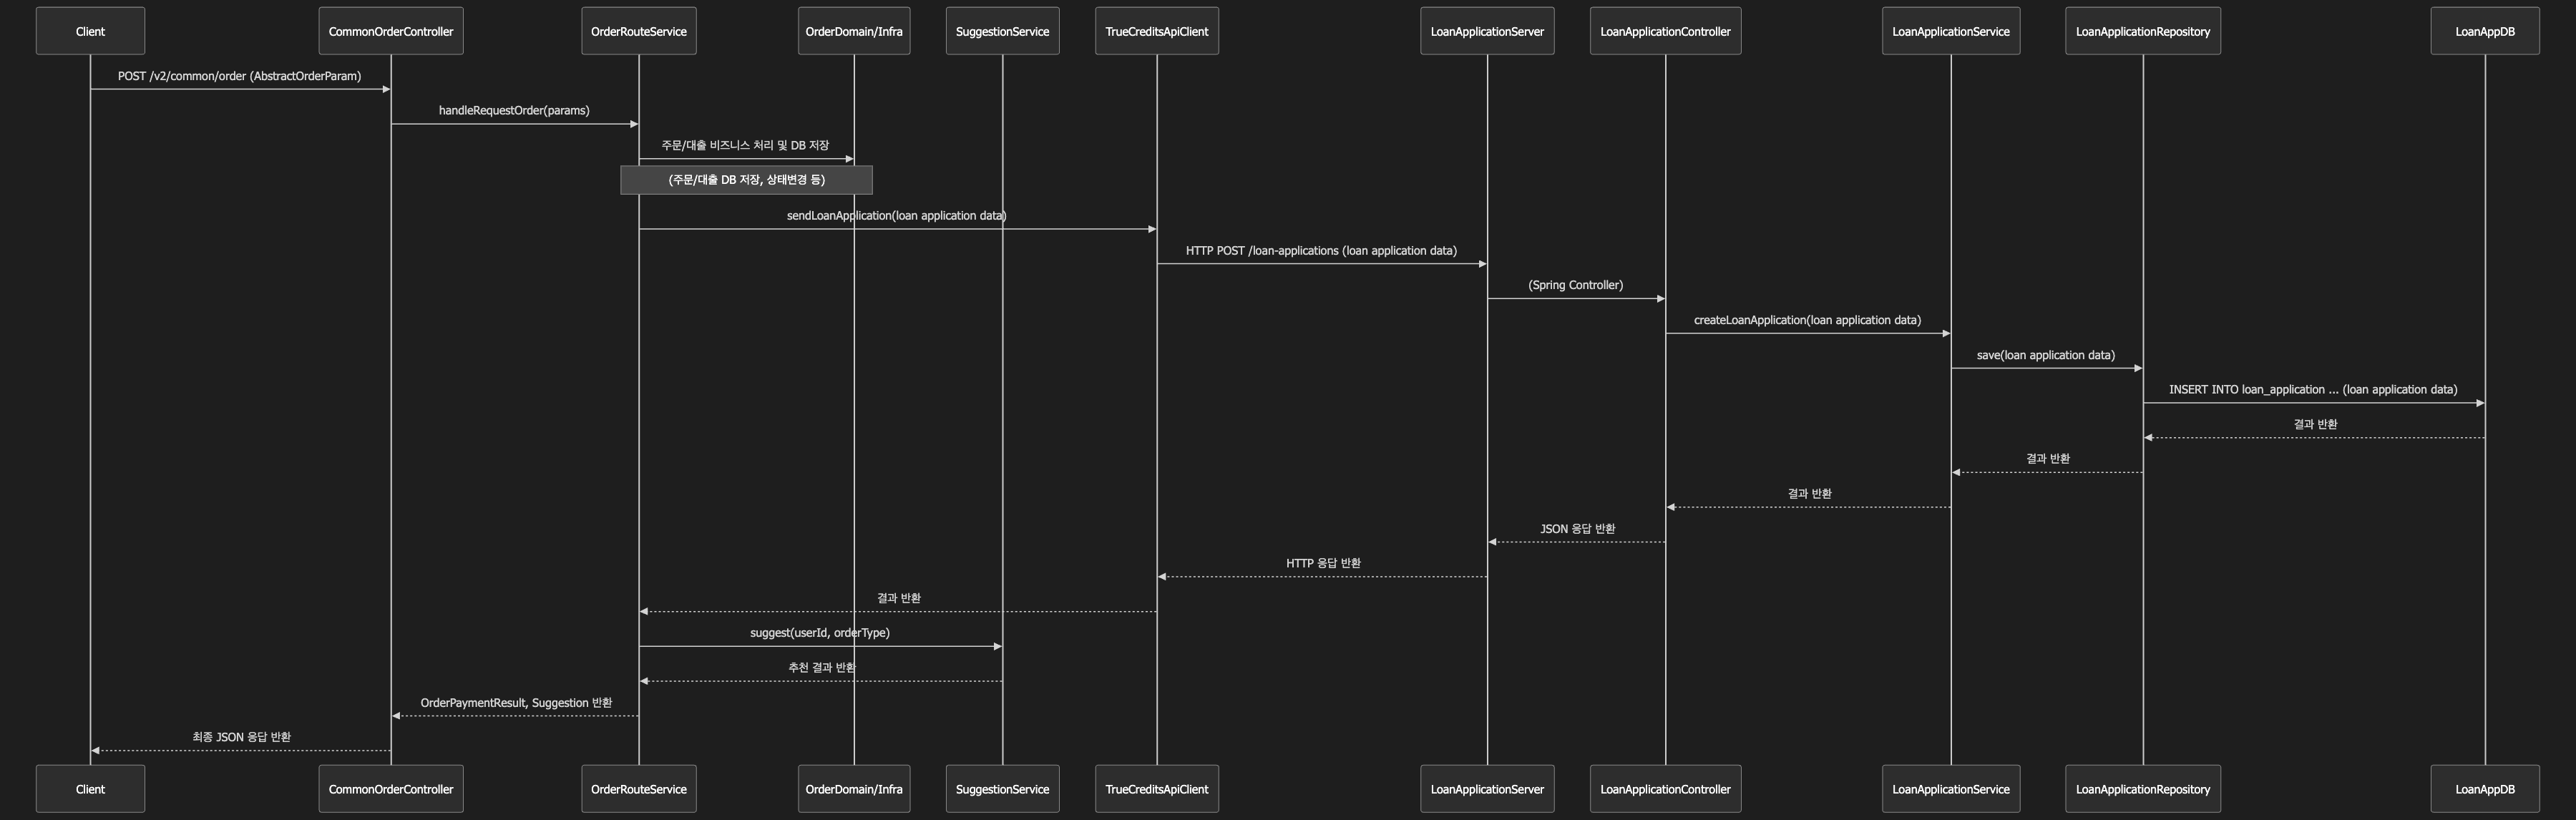 Client
CommonOrderController
OrderRouteService
OrderDomain/Infra
SuggestionService
TrueCreditsApiClient
LoanApplicationServer
LoanApplicationController
LoanApplicationService
LoanApplicationRepository
LoanAppDB
POST /v2/common/order (AbstractOrderParam)
handleRequestOrder(params)
주문/대출 비즈니스 처리 및 DB 저장
(주문/대출 DB 저장, 상태변경 등)
sendLoanApplication(loan application data)
HTTP POST /loan-applications (loan application data)
(Spring Controller)
createLoanApplication(loan application data)
save(loan application data)
INSERT INTO loan_application ... (loan application data)
결과 반환
결과 반환
결과 반환
JSON 응답 반환
HTTP 응답 반환
결과 반환
suggest(userId, orderType)
추천 결과 반환
OrderPaymentResult, Suggestion 반환
최종 JSON 응답 반환
Client
CommonOrderController
OrderRouteService
OrderDomain/Infra
SuggestionService
TrueCreditsApiClient
LoanApplicationServer
LoanApplicationController
LoanApplicationService
LoanApplicationRepository
LoanAppDB